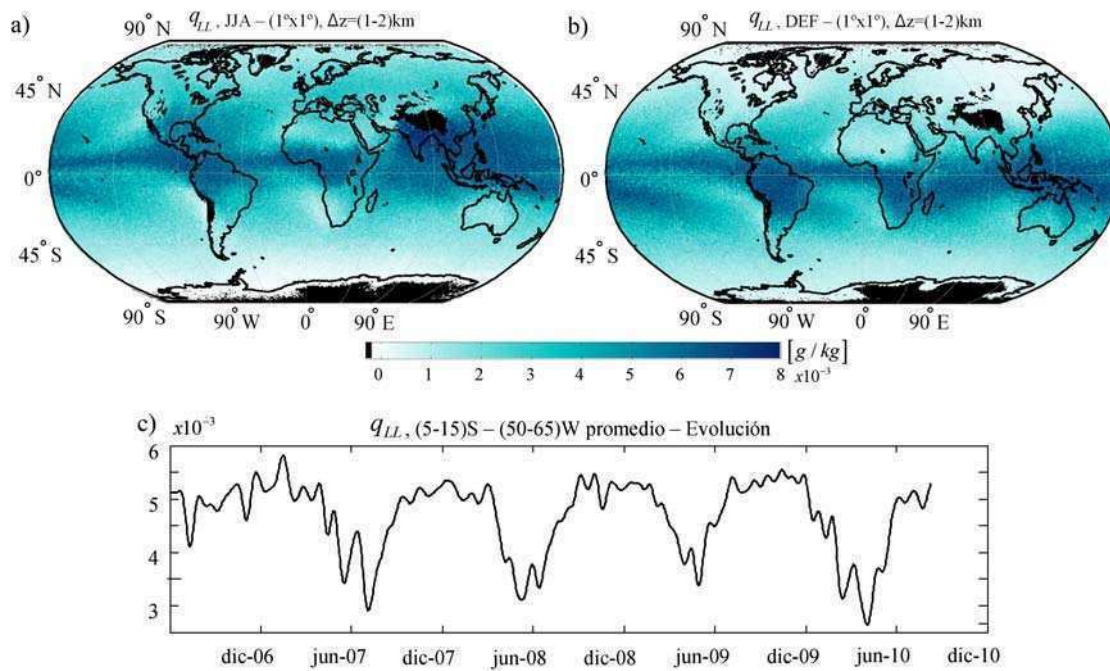 a)
q_LL , JJA – (1°x1°), Δz=(1-2)km
90° N
45° N
0°
45° S
90° S
90° W
0°
90° E
b)
q_LL , DEF – (1°x1°), Δz=(1-2)km
90° N
45° N
0°
45° S
90° S
90° W
0°
90° E
[g / kg]
0 1 2 3 4 5 6 7 8 x10⁻³
c)
x10⁻³
q_LL , (5-15)S – (50-65)W promedio – Evolución
6
5
4
3
dic-06 jun-07 dic-07 jun-08 dic-08 jun-09 dic-09 jun-10 dic-10